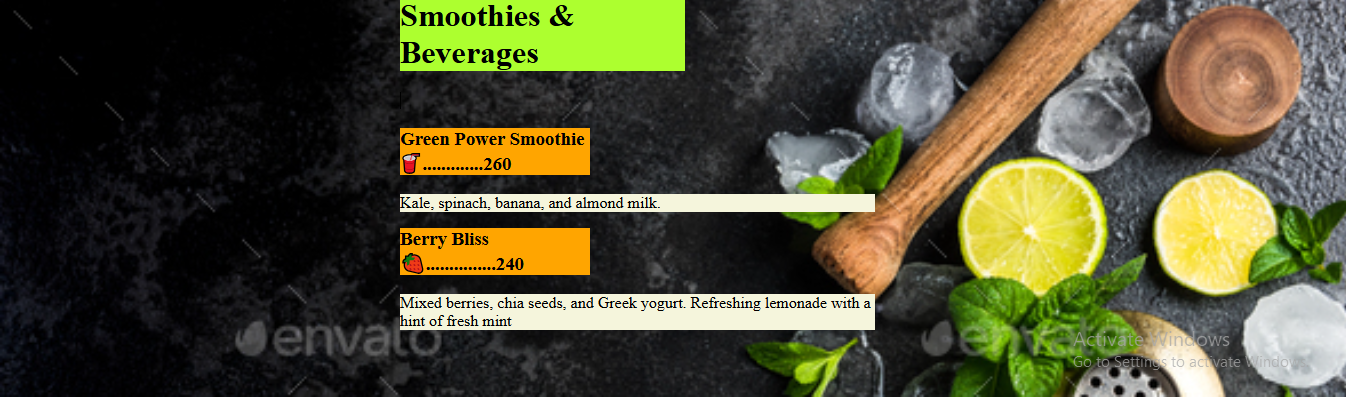 Smoothies &
Beverages
Green Power Smoothie
🥤.............260
Kale, spinach, banana, and almond milk.
Berry Bliss
🍓...............240
Mixed berries, chia seeds, and Greek yogurt. Refreshing lemonade with a
hint of fresh mint
envato
Activate Windows
Go to Settings to activate Windows.